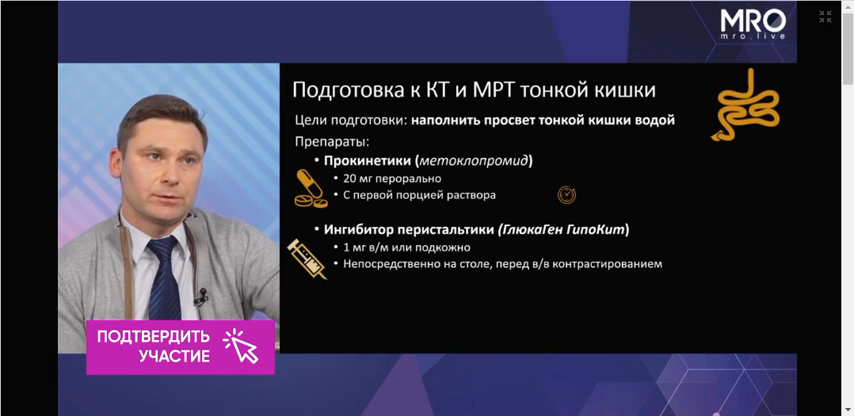 MRO
mro.live
Подготовка к КТ и МРТ тонкой кишки
Цели подготовки: наполнить просвет тонкой кишки водой
Препараты:
• Прокинетики (метоклопромид)
• 20 мг перорально
• С первой порцией раствора
• Ингибитор перистальтики (ГлюкаГен ГипоКит)
• 1 мг в/м или подкожно
• Непосредственно на столе, перед в/в контрастированием
ПОДТВЕРДИТЬ
УЧАСТИЕ